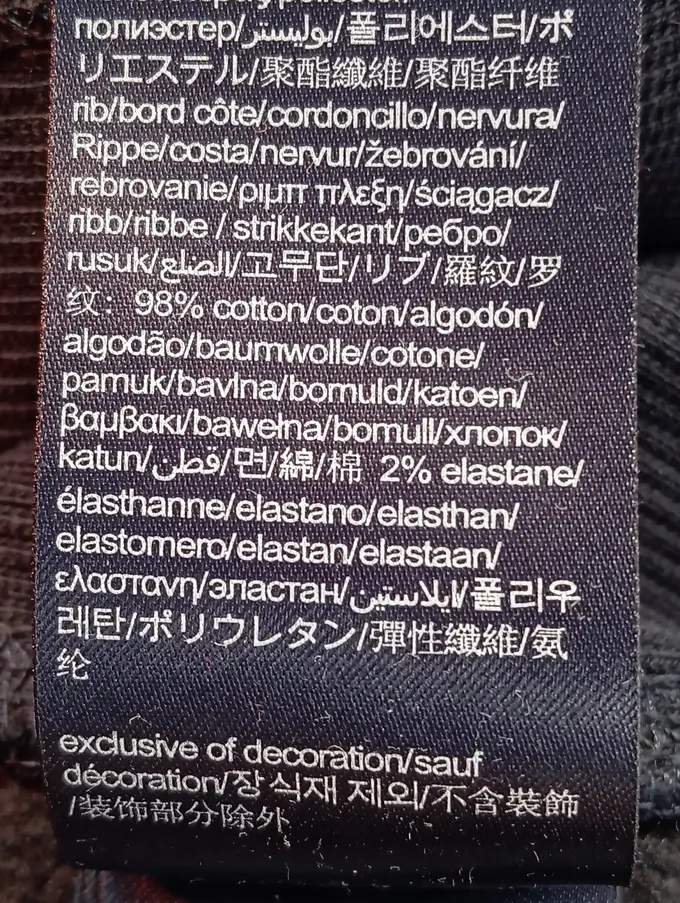 полиэстер/بوليستر/폴리에스터/ポ
リエステル/聚酯纖維/聚酯纤维
rib/bord côte/cordoncillo/nervura/
Rippe/costa/nervur/žebrování/
rebrovanie/ριμπ πλεξη/ściągacz/
ribb/ribbe / strikkekant/ребро/
rusuk/الضلع/고무단/リブ/羅紋/罗
纹：98% cotton/coton/algodón/
algodão/baumwolle/cotone/
pamuk/bavlna/bomuld/katoen/
βαμβακι/bawełna/bomull/хлопок/
katun/قطن/면/綿/棉 2% elastane/
élasthanne/elastano/elasthan/
elastomero/elastan/elastaan/
ελαστανη/эластан/ايلاستين/폴리우
레탄/ポリウレタン/彈性纖維/氨
纶
exclusive of decoration/sauf
décoration/장식재 제외/不含裝飾
/装饰部分除外